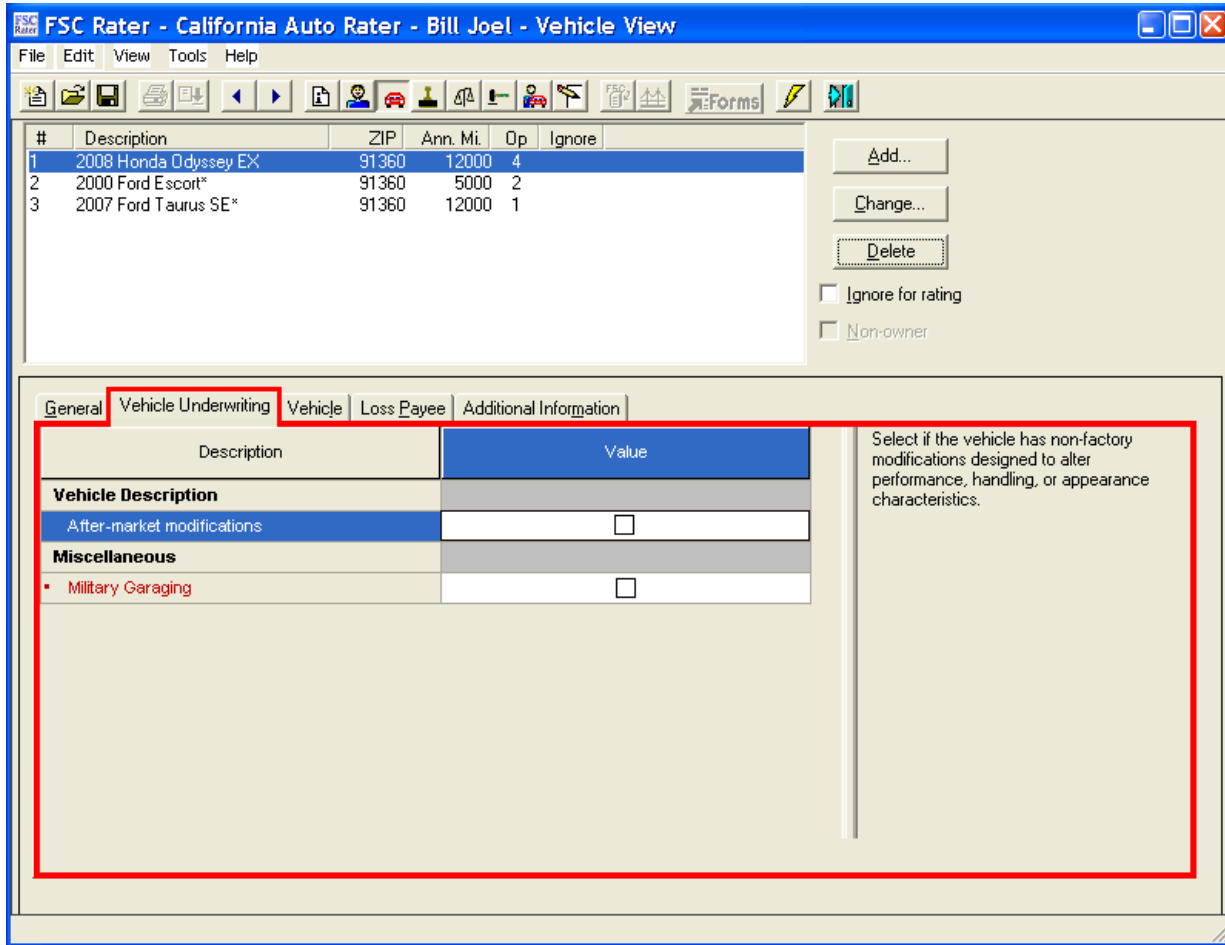 FSC Rater FSC Rater - California Auto Rater - Bill Joel - Vehicle View
File Edit View Tools Help
FSC Forms
# Description ZIP Ann. Mi. Op Ignore
1 2008 Honda Odyssey EX 91360 12000 4
2 2000 Ford Escort* 91360 5000 2
3 2007 Ford Taurus SE* 91360 12000 1
Add...
Change...
Delete
Ignore for rating
Non-owner
General Vehicle Underwriting Vehicle Loss Payee Additional Information
Description Value
Vehicle Description
After-market modifications
Miscellaneous
Military Garaging
Select if the vehicle has non-factory
modifications designed to alter
performance, handling, or appearance
characteristics.